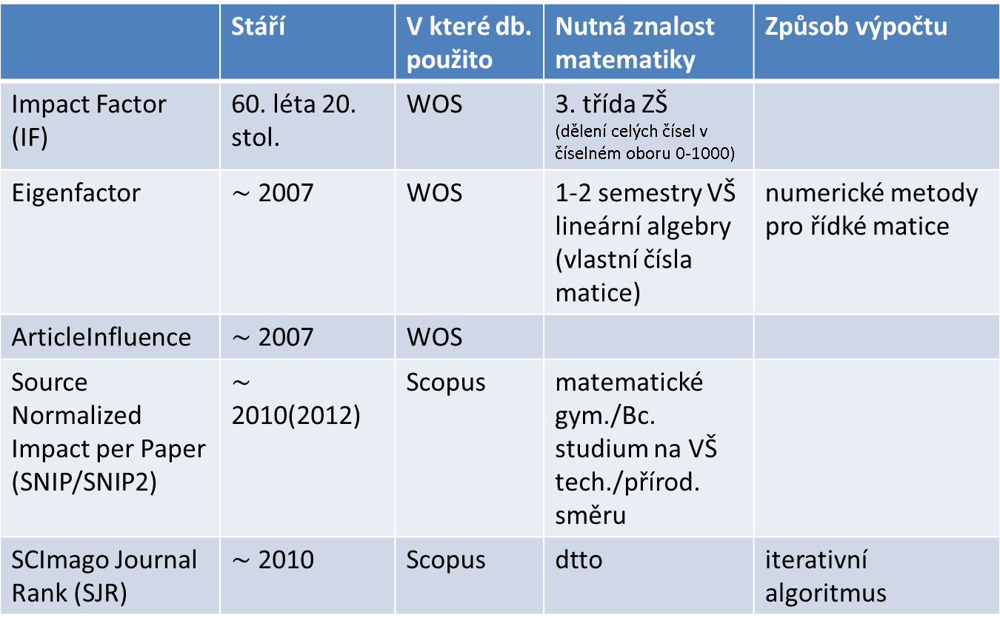 Stáří
V které db.
použito
Nutná znalost
matematiky
Způsob výpočtu
Impact Factor
(IF)
60. léta 20.
stol.
WOS
3. třída ZŠ
(dělení celých čísel v
číselném oboru 0-1000)
Eigenfactor
~ 2007
WOS
1-2 semestry VŠ
lineární algebry
(vlastní čísla
matice)
numerické metody
pro řídké matice
ArticleInfluence
~ 2007
WOS
Source
Normalized
Impact per Paper
(SNIP/SNIP2)
~
2010(2012)
Scopus
matematické
gym./Bc.
studium na VŠ
tech./přírod.
směru
SCImago Journal
Rank (SJR)
~ 2010
Scopus
dtto
iterativní
algoritmus